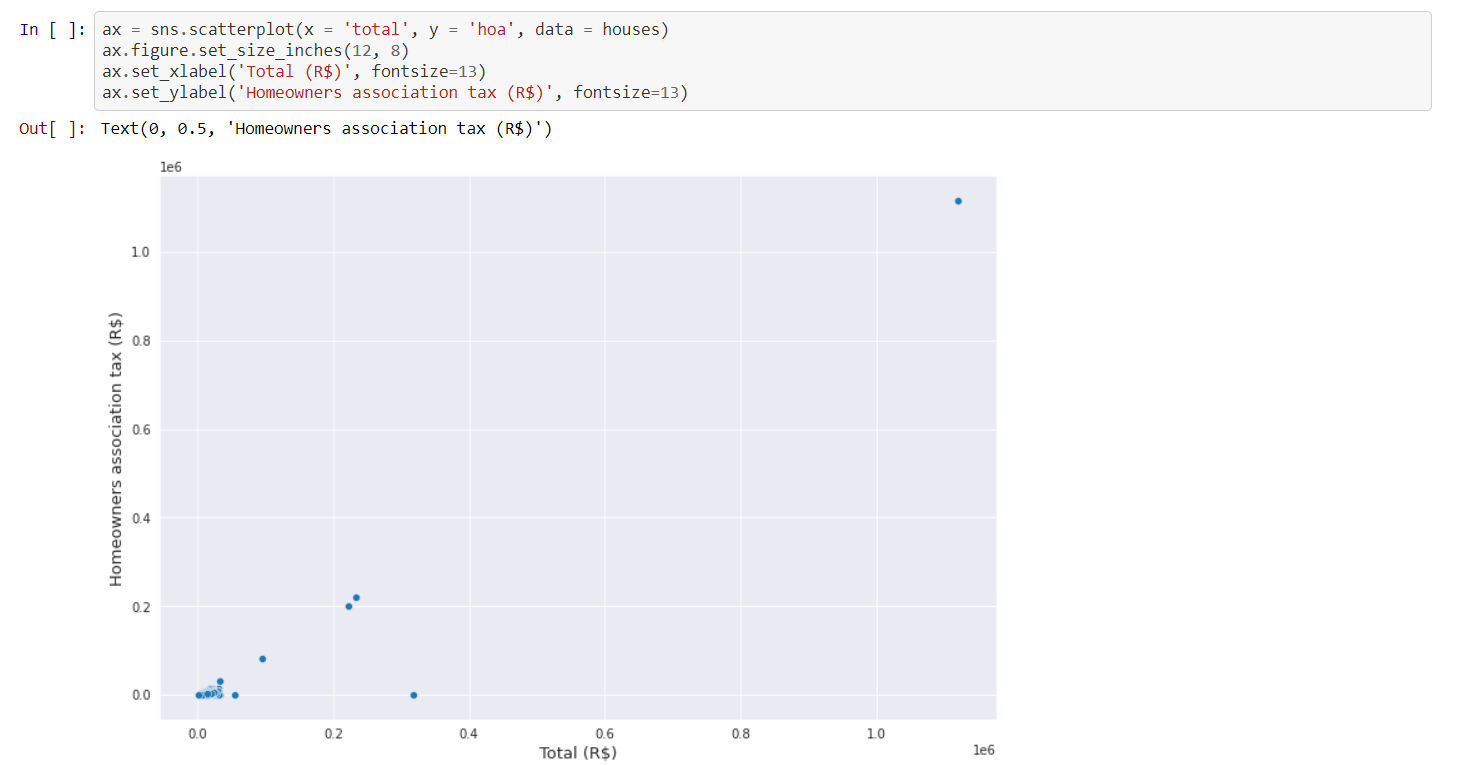 In [ ]: ax = sns.scatterplot(x = 'total', y = 'hoa', data = houses)
ax.figure.set_size_inches(12, 8)
ax.set_xlabel('Total (R$)', fontsize=13)
ax.set_ylabel('Homeowners association tax (R$)', fontsize=13)
Out[ ]: Text(0, 0.5, 'Homeowners association tax (R$)')
1e6
1.0
0.8
0.6
0.4
0.2
0.0
Homeowners association tax (R$)
0.0 0.2 0.4 0.6 0.8 1.0
1e6
Total (R$)